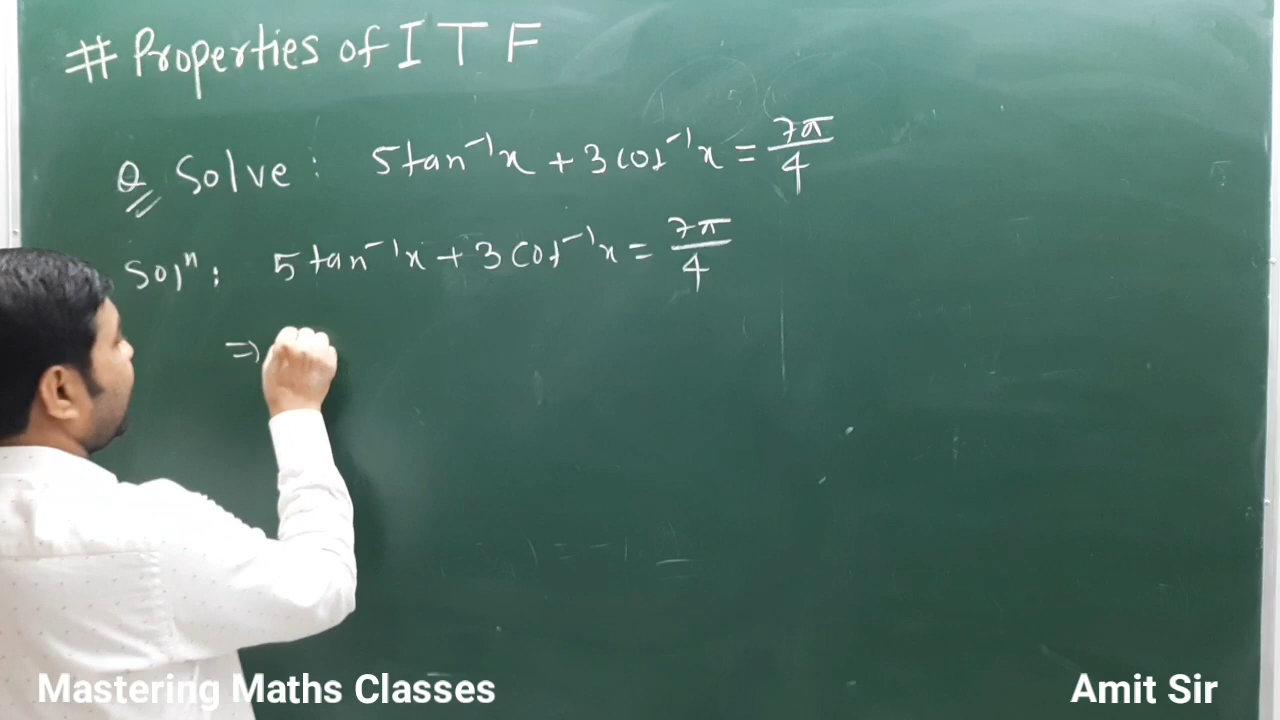 # Properties of I T F
Q Solve : 5tan⁻¹x + 3cot⁻¹x = 7π/4
Solⁿ : 5tan⁻¹x + 3cot⁻¹x = 7π/4
⇒
Mastering Maths Classes
Amit Sir